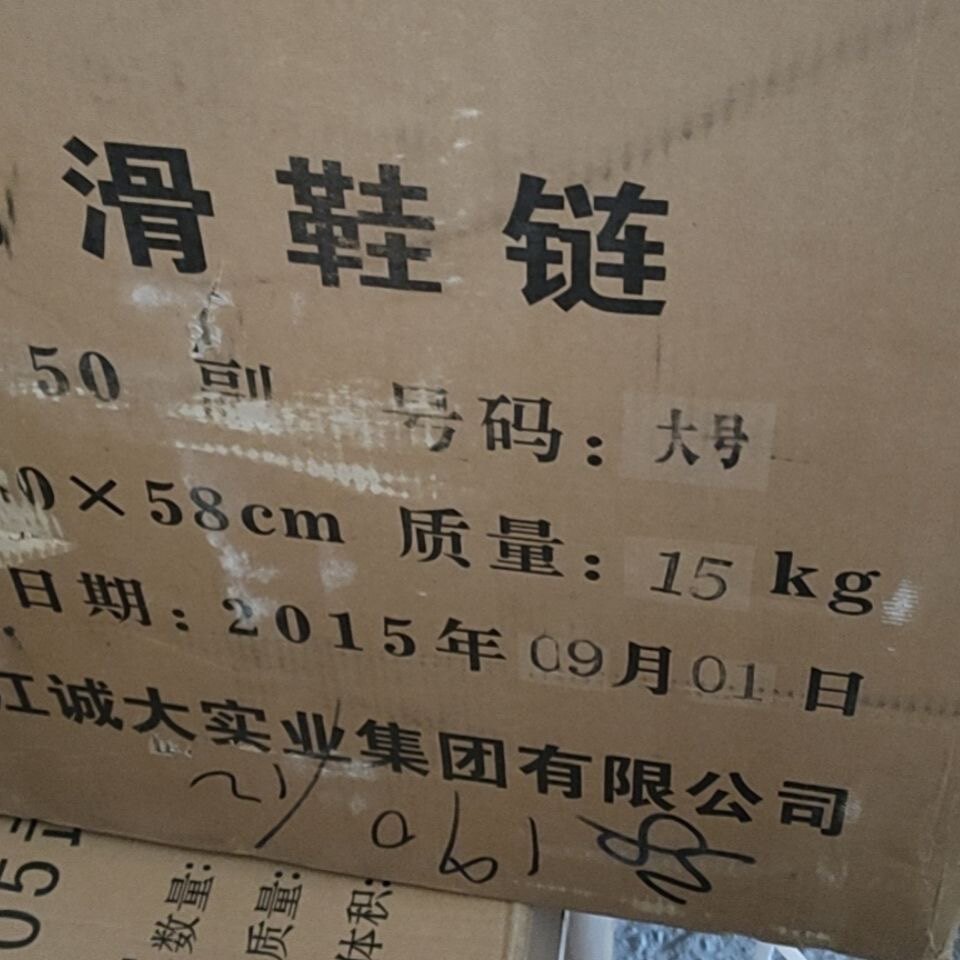 滑鞋链
50 副 号码：大号
0×58cm 质量：15 kg
日期：2015年09月01日
江诚大实业集团有限公司
05
数量：
质量：
体积：